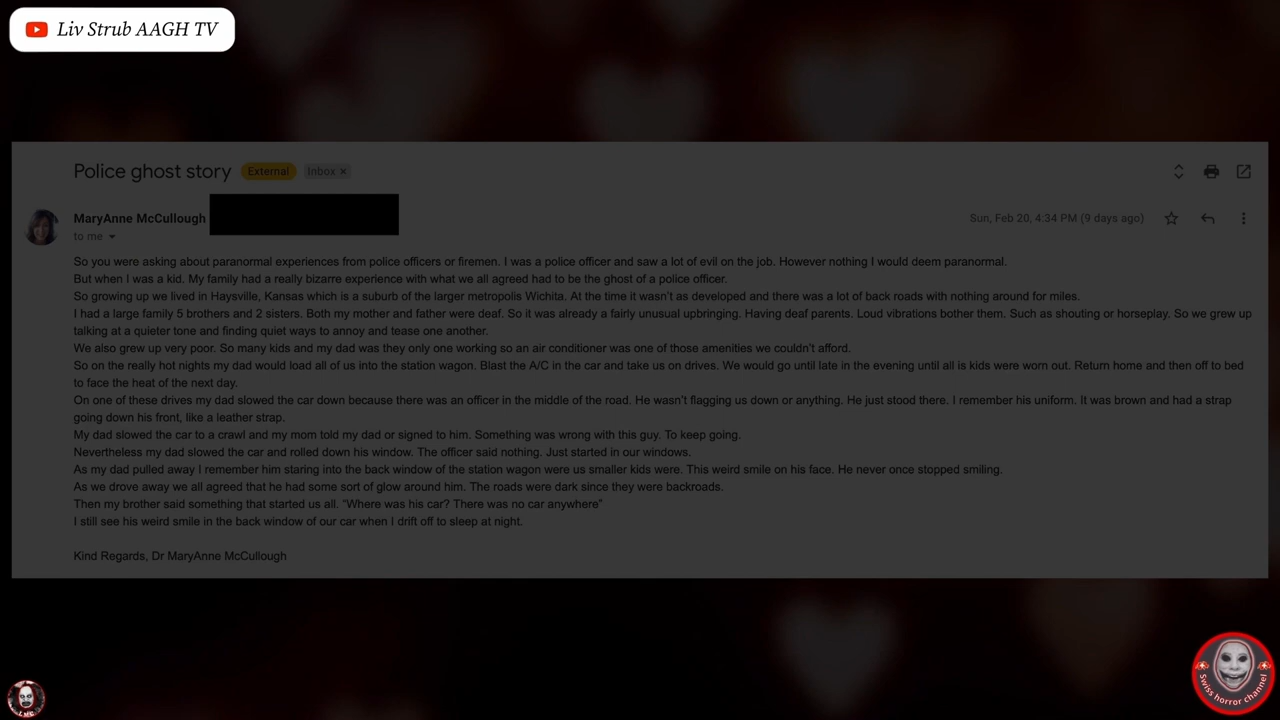 Liv Strub AAGH TV
Police ghost story External Inbox ×
MaryAnne McCullough
Sun, Feb 20, 4:34 PM (9 days ago)
to me
So you were asking about paranormal experiences from police officers or firemen. I was a police officer and saw a lot of evil on the job. However nothing I would deem paranormal.
But when I was a kid. My family had a really bizarre experience with what we all agreed had to be the ghost of a police officer.
So growing up we lived in Haysville, Kansas which is a suburb of the larger metropolis Wichita. At the time it wasn't as developed and there was a lot of back roads with nothing around for miles.
I had a large family 5 brothers and 2 sisters. Both my mother and father were deaf. So it was already a fairly unusual upbringing. Having deaf parents. Loud vibrations bother them. Such as shouting or horseplay. So we grew up
talking at a quieter tone and finding quiet ways to annoy and tease one another.
We also grew up very poor. So many kids and my dad was they only one working so an air conditioner was one of those amenities we couldn't afford.
So on the really hot nights my dad would load all of us into the station wagon. Blast the A/C in the car and take us on drives. We would go until late in the evening until all is kids were worn out. Return home and then off to bed
to face the heat of the next day.
On one of these drives my dad slowed the car down because there was an officer in the middle of the road. He wasn't flagging us down or anything. He just stood there. I remember his uniform. It was brown and had a strap
going down his front, like a leather strap.
My dad slowed the car to a crawl and my mom told my dad or signed to him. Something was wrong with this guy. To keep going.
Nevertheless my dad slowed the car and rolled down his window. The officer said nothing. Just started in our windows.
As my dad pulled away I remember him staring into the back window of the station wagon were us smaller kids were. This weird smile on his face. He never once stopped smiling.
As we drove away we all agreed that he had some sort of glow around him. The roads were dark since they were backroads.
Then my brother said something that started us all. "Where was his car? There was no car anywhere"
I still see his weird smile in the back window of our car when I drift off to sleep at night.
Kind Regards, Dr MaryAnne McCullough
Swiss horror channel